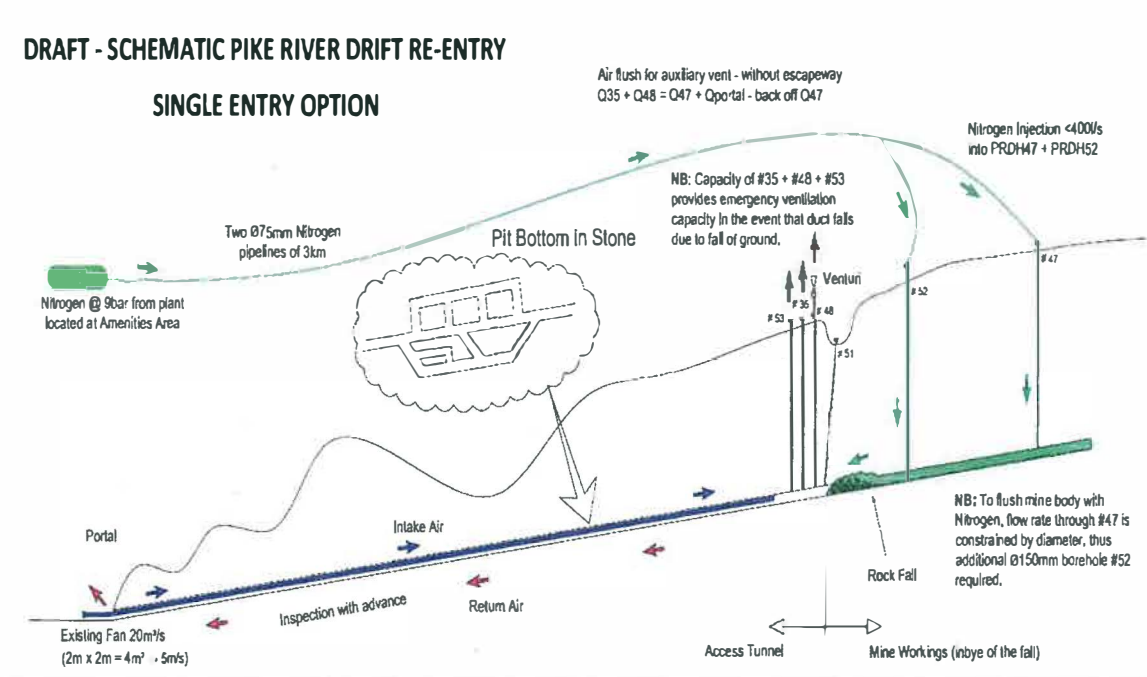 DRAFT - SCHEMATIC PIKE RIVER DRIFT RE-ENTRY
SINGLE ENTRY OPTION
Air flush for auxiliary vent - without escapeway
Q35 + Q48 = Q47 + Qportal - back off Q47
Nitrogen Injection <400l/s
into PRDH47 + PRDH52
NB: Capacity of #35 + #48 + #53
provides emergency ventilation
capacity in the event that duct fails
due to fall of ground.
Two Ø75mm Nitrogen
pipelines of 3km
Pit Bottom in Stone
Nitrogen @ 9bar from plant
located at Amenities Area
Venturi
#47
#52
#53
#48
#51
Portal
Intake Air
Return Air
Inspection with advance
Existing Fan 20m³/s
(2m x 2m = 4m² 5m/s)
Rock Fall
NB: To flush mine body with
Nitrogen, flow rate through #47 is
constrained by diameter, thus
additional Ø150mm borehole #52
required.
Access Tunnel
Mine Workings (inbye of the fall)